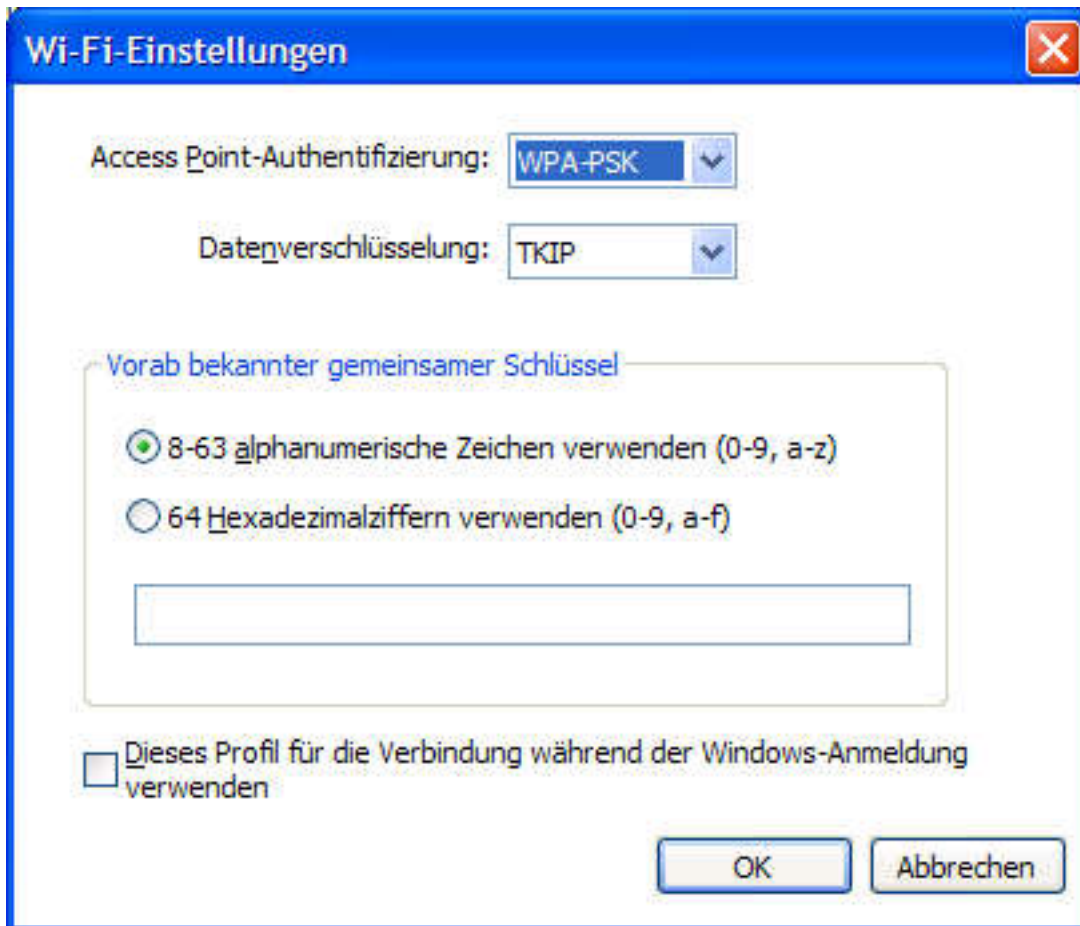 Wi-Fi-Einstellungen
Access Point-Authentifizierung: WPA-PSK
Datenverschlüsselung: TKIP
Vorab bekannter gemeinsamer Schlüssel
8-63 alphanumerische Zeichen verwenden (0-9, a-z)
64 Hexadezimalziffern verwenden (0-9, a-f)
Dieses Profil für die Verbindung während der Windows-Anmeldung
verwenden
OK Abbrechen